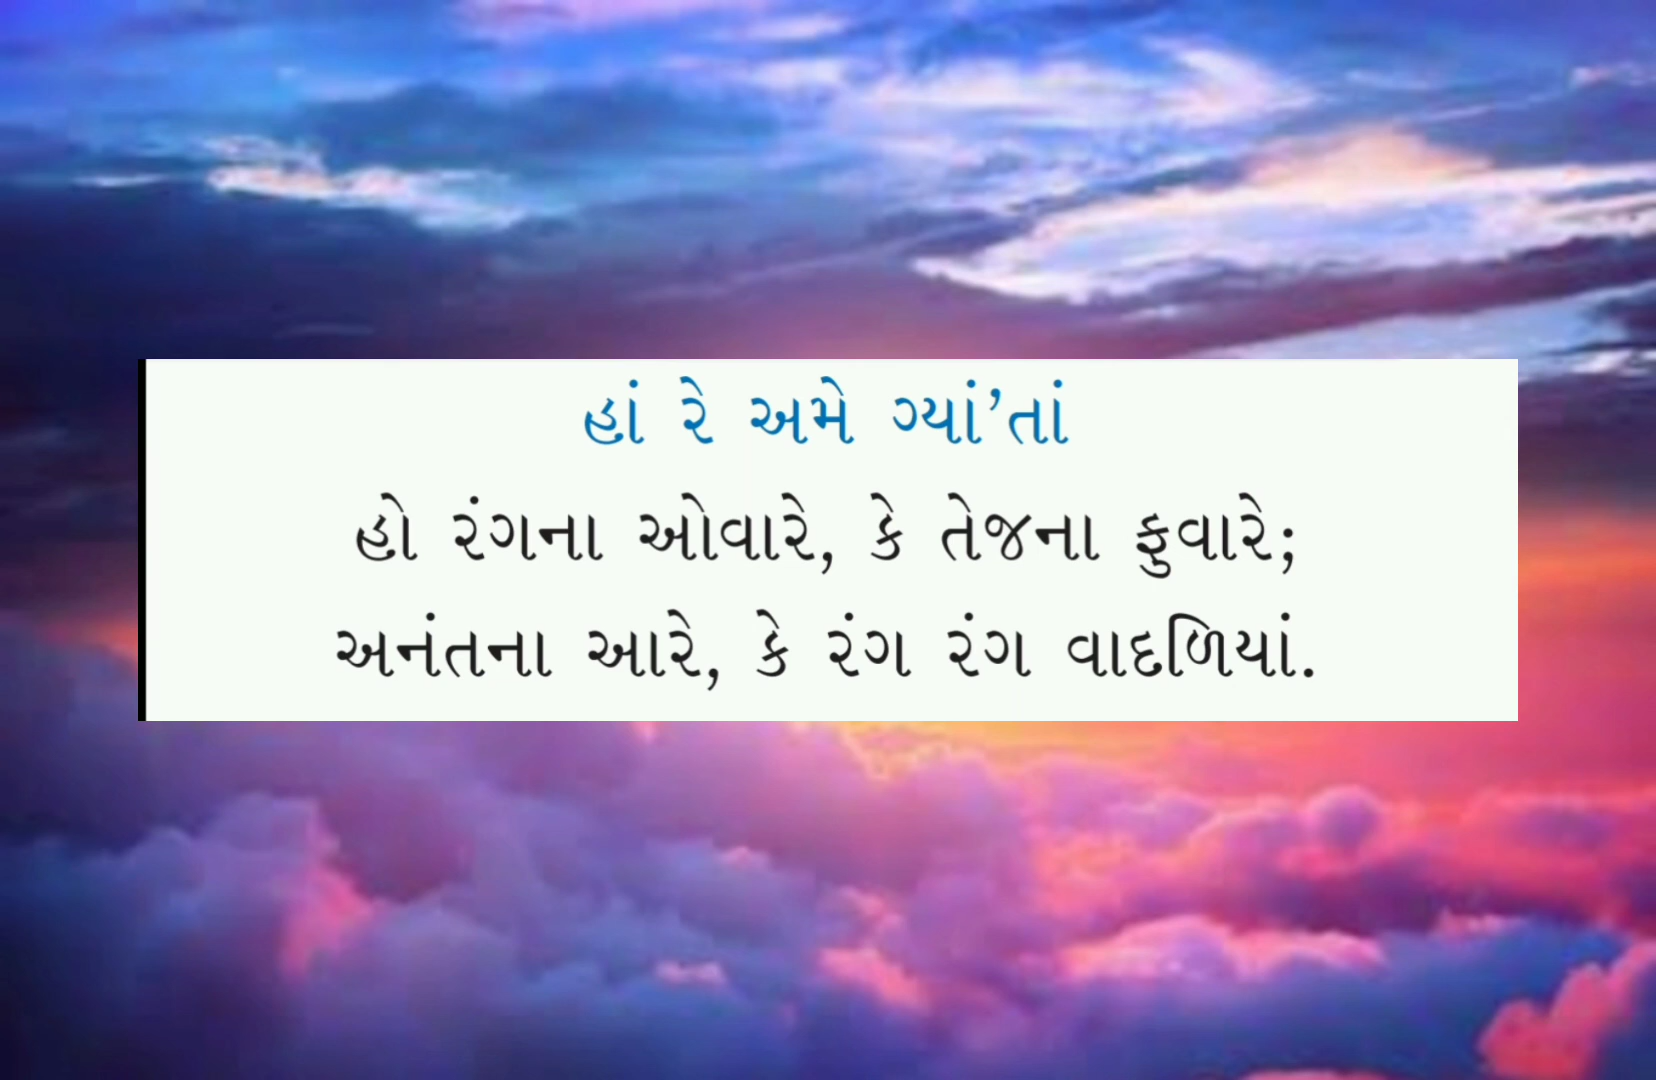 હાં રે અમે ગ્યાં’તાં
હો રંગના ઓવારે, કે તેજના ફુવારે;
અનંતના આરે, કે રંગ રંગ વાદળિયાં.